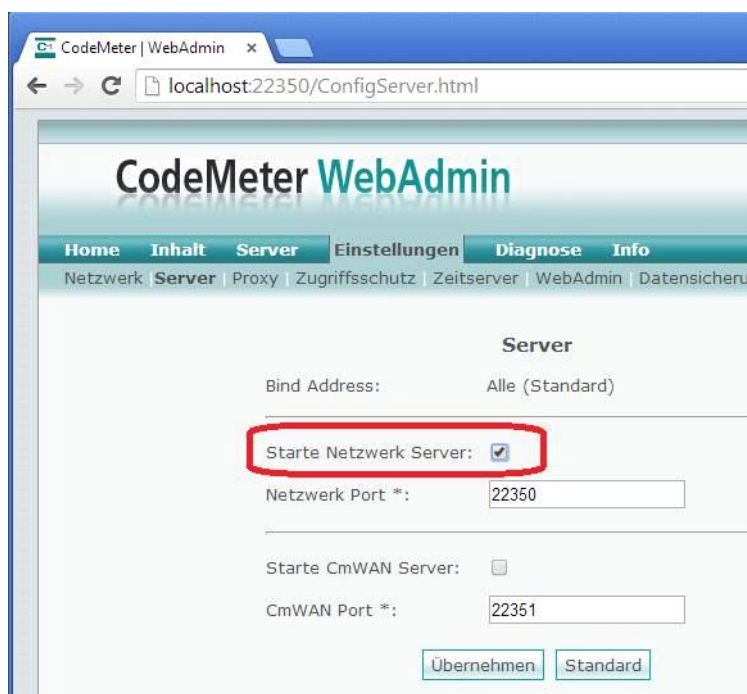 CodeMeter | WebAdmin
localhost:22350/ConfigServer.html
CodeMeter WebAdmin
Home Inhalt Server Einstellungen Diagnose Info
Netzwerk | Server | Proxy | Zugriffsschutz | Zeitserver | WebAdmin | Datensicheru
Server
Bind Address: Alle (Standard)
Starte Netzwerk Server:
Netzwerk Port *: 22350
Starte CmWAN Server:
CmWAN Port *: 22351
Übernehmen Standard